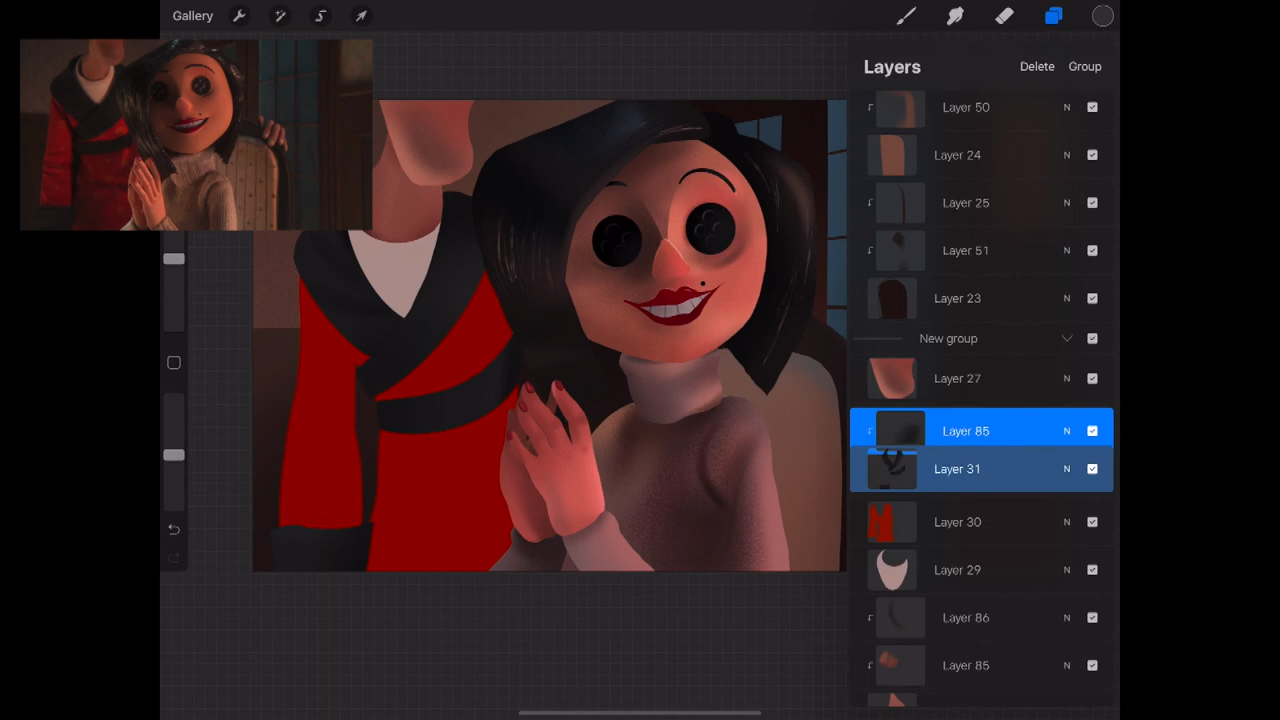 Gallery
Layers
Delete
Group
Layer 50 N
Layer 24 N
Layer 25 N
Layer 51 N
Layer 23 N
New group
Layer 27 N
Layer 85 N
Layer 31 N
Layer 30 N
Layer 29 N
Layer 86 N
Layer 85 N